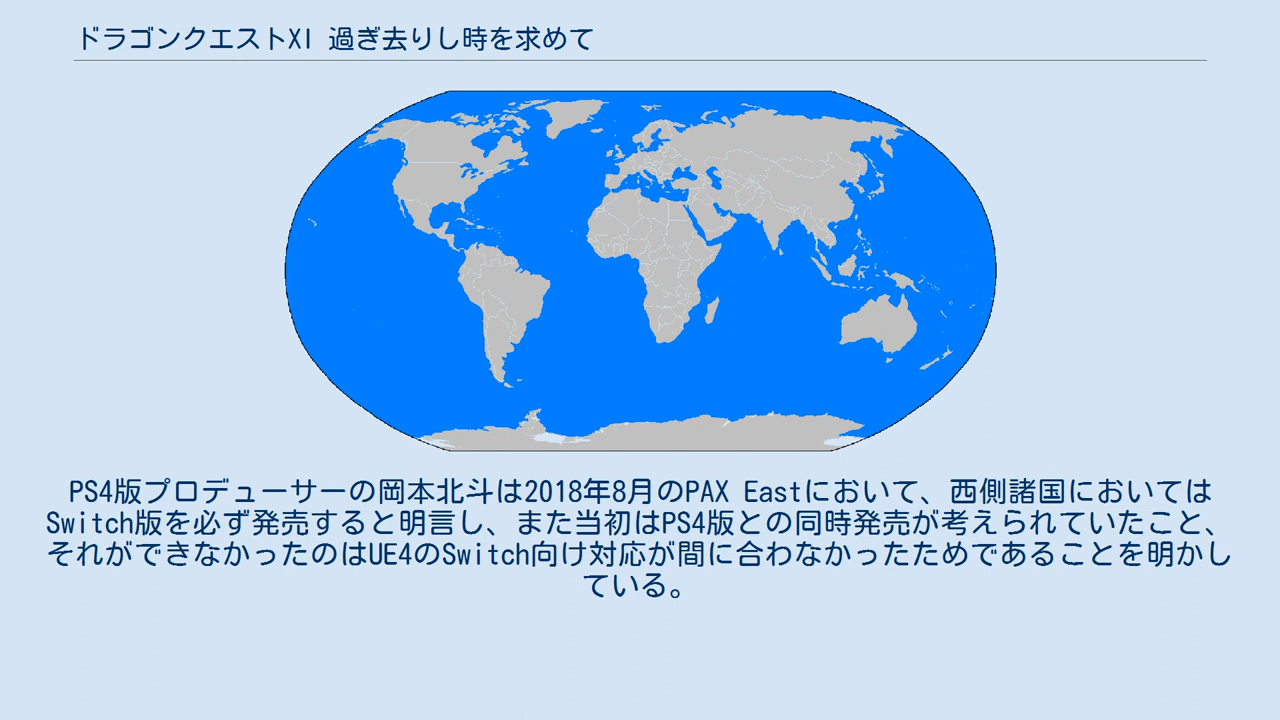 ドラゴンクエストXI 過ぎ去りし時を求めて
PS4版プロデューサーの岡本北斗は2018年8月のPAX Eastにおいて、西側諸国においては
Switch版を必ず発売すると明言し、また当初はPS4版との同時発売が考えられていたこと、
それができなかったのはUE4のSwitch向け対応が間に合わなかったためであることを明かし
ている。